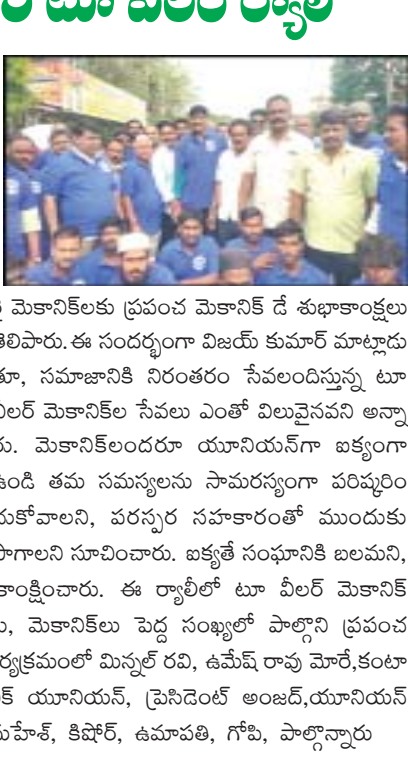 టూ వీలర్ ర్యాలీ
మెకానిక్‌లకు ప్రపంచ మెకానిక్ డే శుభాకాంక్షలు
తెలిపారు.ఈ సందర్భంగా విజయ్ కుమార్ మాట్లాడు
తూ, సమాజానికి నిరంతరం సేవలందిస్తున్న టూ
వీలర్ మెకానిక్‌ల సేవలు ఎంతో విలువైనవని అన్నా
రు. మెకానిక్‌లందరూ యూనియన్‌గా ఐక్యంగా
ఉండి తమ సమస్యలను సామరస్యంగా పరిష్కరిం
చుకోవాలని, పరస్పర సహకారంతో ముందుకు
సాగాలని సూచించారు. ఐక్యతే సంఘానికి బలమని,
కాంక్షించారు. ఈ ర్యాలీలో టూ వీలర్ మెకానిక్
లు, మెకానిక్‌లు పెద్ద సంఖ్యలో పాల్గొని ప్రపంచ
ర్యక్రమంలో మిన్నల్ రవి, ఉమేష్ రావు మోరే,కంటా
క్ యూనియన్, ప్రెసిడెంట్ అంజద్,యూనియన్
మహేశ్, కిషోర్, ఉమాపతి, గోపి, పాల్గొన్నారు